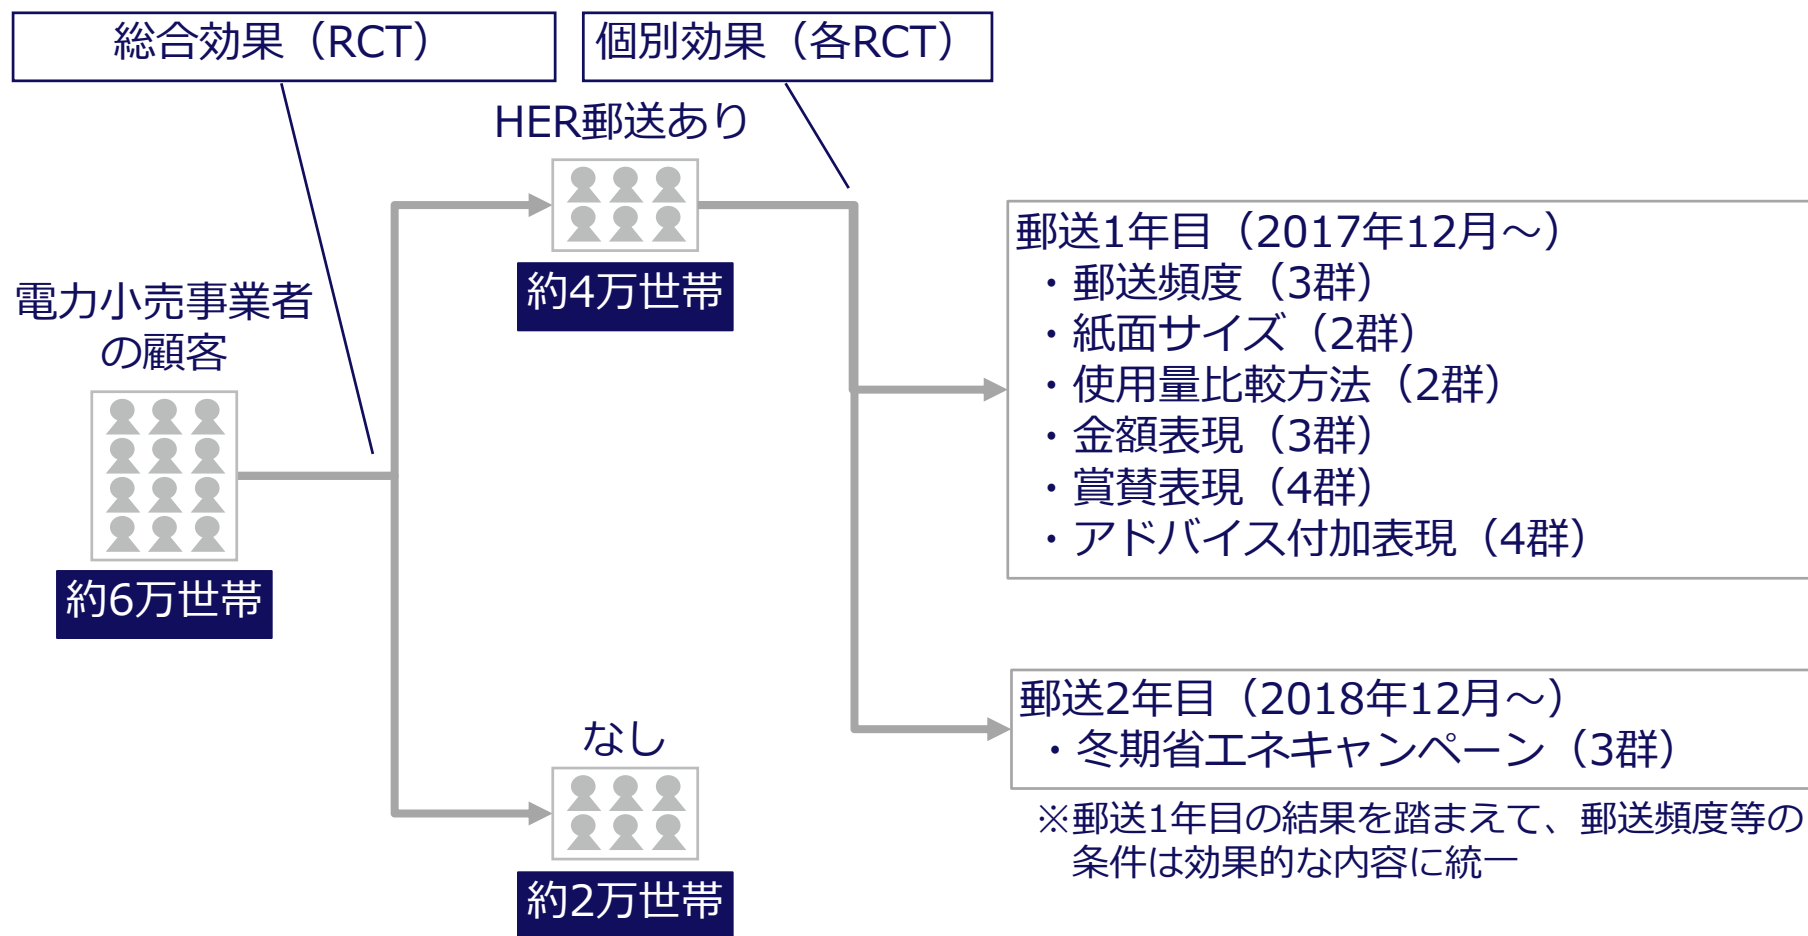 総合効果（RCT）
個別効果（各RCT）
HER郵送あり
約4万世帯
電力小売事業者
の顧客
約6万世帯
なし
約2万世帯
郵送1年目（2017年12月～）
・郵送頻度（3群）
・紙面サイズ（2群）
・使用量比較方法（2群）
・金額表現（3群）
・賞賛表現（4群）
・アドバイス付加表現（4群）
郵送2年目（2018年12月～）
・冬期省エネキャンペーン（3群）
※郵送1年目の結果を踏まえて、郵送頻度等の
条件は効果的な内容に統一